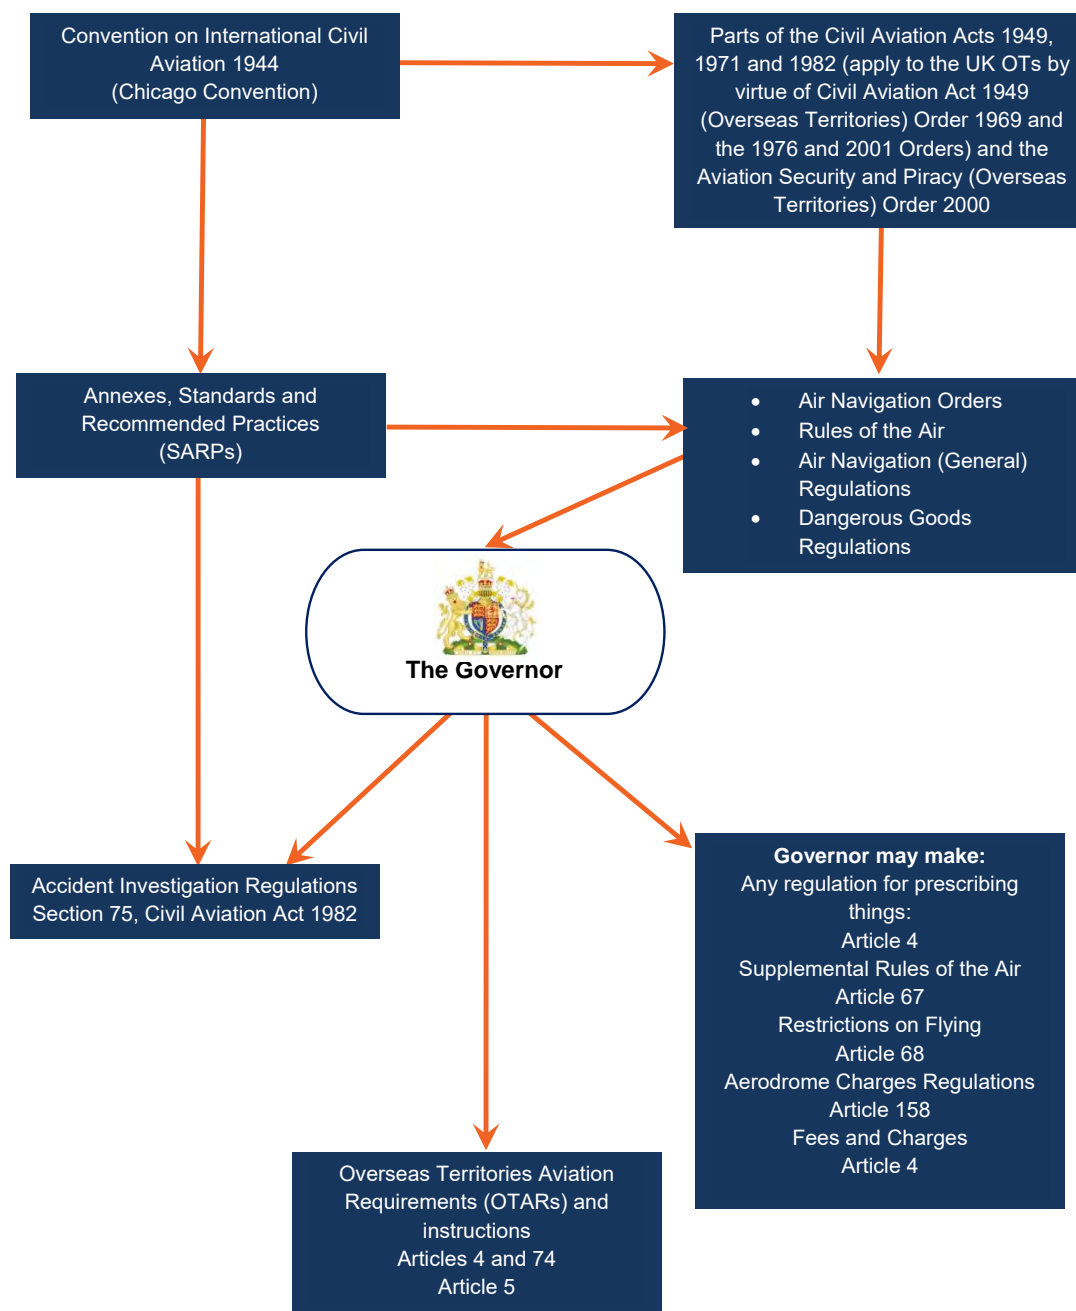 Convention on International Civil
Aviation 1944
(Chicago Convention)
Parts of the Civil Aviation Acts 1949,
1971 and 1982 (apply to the UK OTs by
virtue of Civil Aviation Act 1949
(Overseas Territories) Order 1969 and
the 1976 and 2001 Orders) and the
Aviation Security and Piracy (Overseas
Territories) Order 2000
Annexes, Standards and
Recommended Practices
(SARPs)
• Air Navigation Orders
• Rules of the Air
• Air Navigation (General)
Regulations
• Dangerous Goods
Regulations
The Governor
Accident Investigation Regulations
Section 75, Civil Aviation Act 1982
Governor may make:
Any regulation for prescribing
things:
Article 4
Supplemental Rules of the Air
Article 67
Restrictions on Flying
Article 68
Aerodrome Charges Regulations
Article 158
Fees and Charges
Article 4
Overseas Territories Aviation
Requirements (OTARs) and
instructions
Articles 4 and 74
Article 5